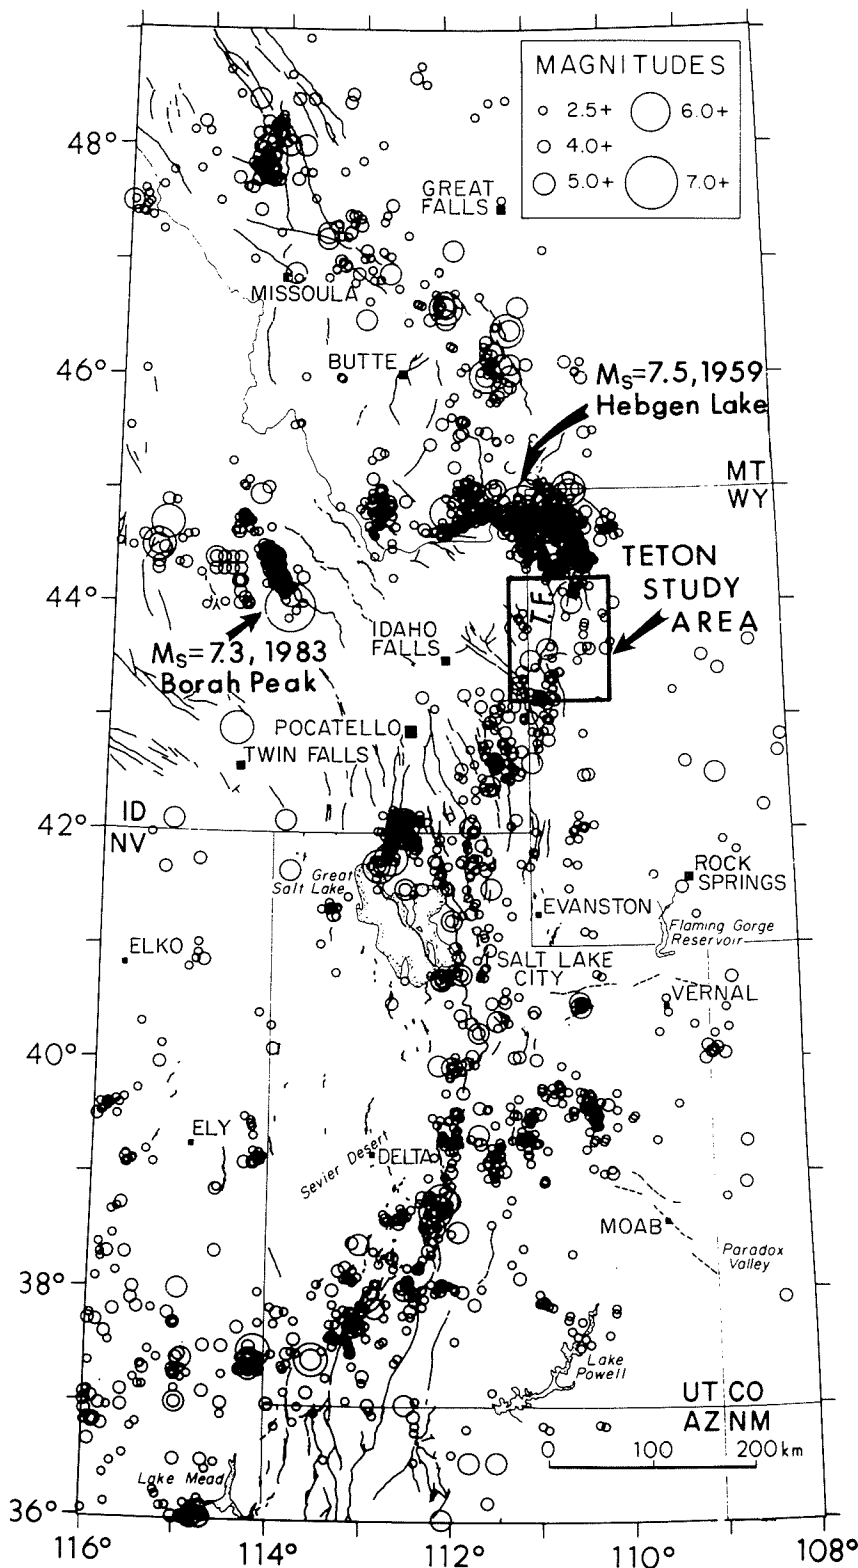 MAGNITUDES
2.5+
6.0+
4.0+
5.0+
7.0+
48°
GREAT
FALLS
MISSOULA
BUTTE
46°
Ms=7.5, 1959
Hebgen Lake
MT
WY
TETON
STUDY
AREA
T.F.
44°
IDAHO
FALLS
Ms=7.3, 1983
Borah Peak
POCATELLO
TWIN FALLS
42°
ID
NV
Great
Salt Lake
ROCK
SPRINGS
EVANSTON
Flaming Gorge
Reservoir
ELKO
SALT LAKE
CITY
VERNAL
40°
ELY
Sevier Desert
DELTA
MOAB
Paradox
Valley
38°
Lake
Powell
UT CO
AZ NM
0 100 200 km
Lake Mead
36°
116° 114° 112° 110° 108°